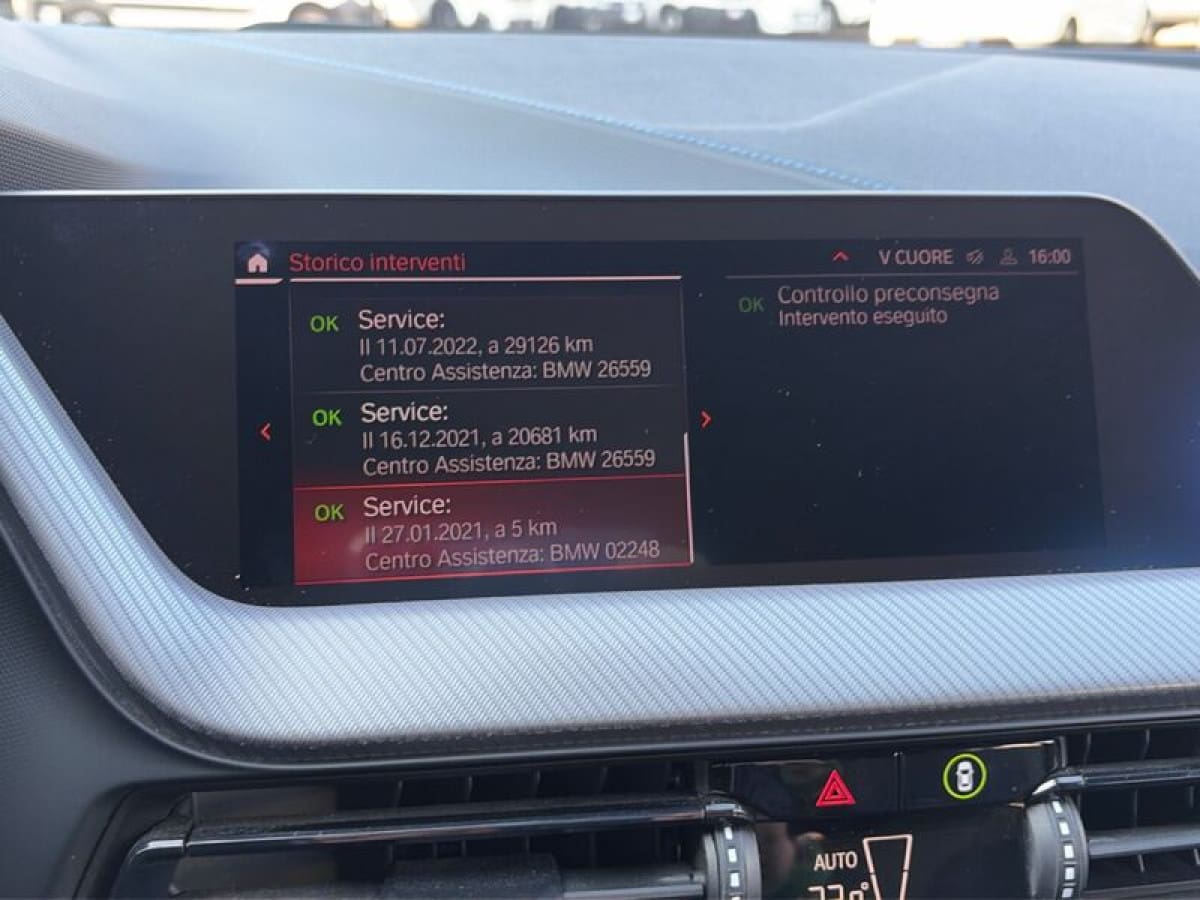 Storico interventi
V CUORE 16:00
OK Service:
Il 11.07.2022, a 29126 km
Centro Assistenza: BMW 26559
OK Service:
Il 16.12.2021, a 20681 km
Centro Assistenza: BMW 26559
OK Service:
Il 27.01.2021, a 5 km
Centro Assistenza: BMW 02248
OK Controllo preconsegna
Intervento eseguito
AUTO